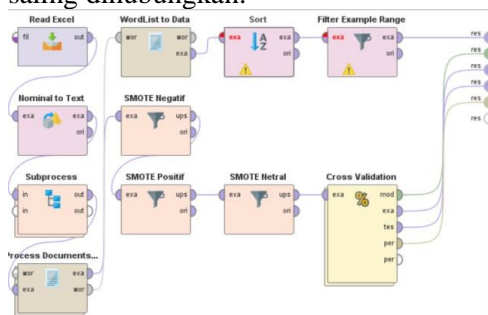 saling dihubungkan.
Read Excel
WordList to Data
Sort
Filter Example Range
fil out
wor wor
exa
exa exa
ori
exa exa
ori
res
res
res
res
res
res
Nominal to Text
SMOTE Negatif
exa exa
ori
exa ups
ori
Subprocess
SMOTE Positif
SMOTE Netral
Cross Validation
in out
in out
exa ups
ori
exa ups
ori
exa mod
exa
tes
per
per
Process Documents...
wor exa
exa wor